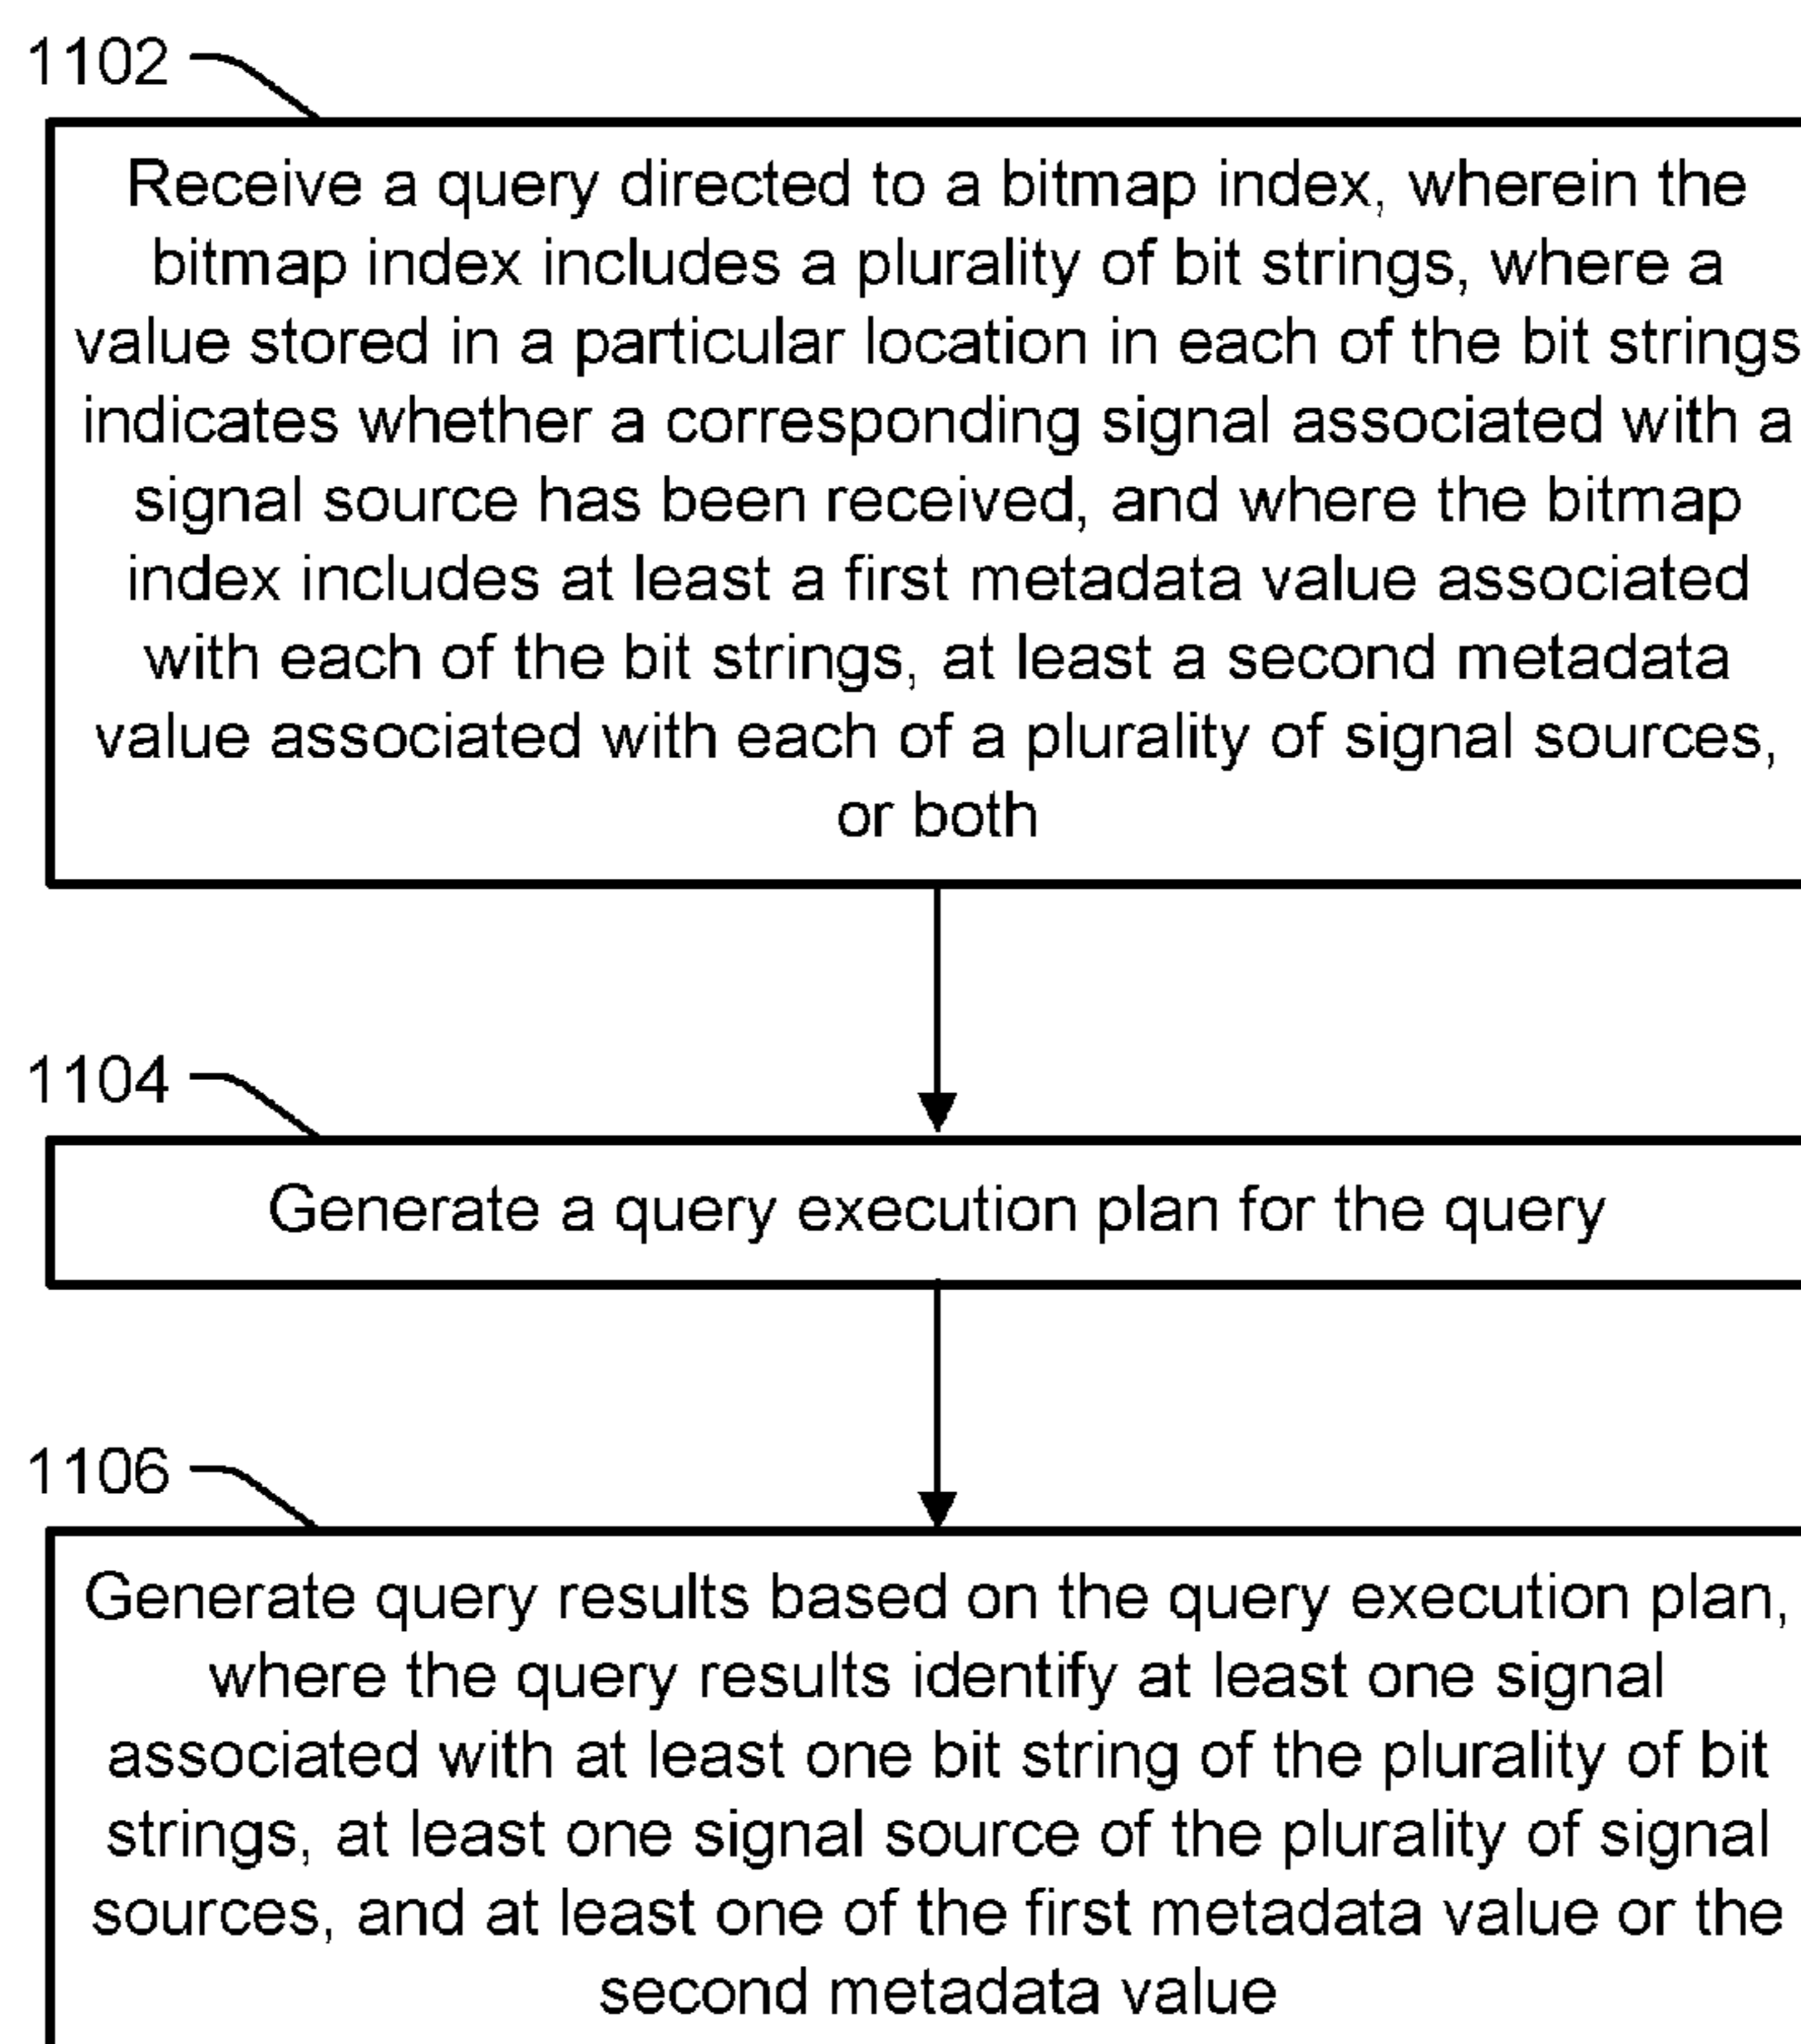 1102
Receive a query directed to a bitmap index, wherein the
bitmap index includes a plurality of bit strings, where a
value stored in a particular location in each of the bit strings
indicates whether a corresponding signal associated with a
signal source has been received, and where the bitmap
index includes at least a first metadata value associated
with each of the bit strings, at least a second metadata
value associated with each of a plurality of signal sources,
or both
1104
Generate a query execution plan for the query
1106
Generate query results based on the query execution plan,
where the query results identify at least one signal
associated with at least one bit string of the plurality of bit
strings, at least one signal source of the plurality of signal
sources, and at least one of the first metadata value or the
second metadata value